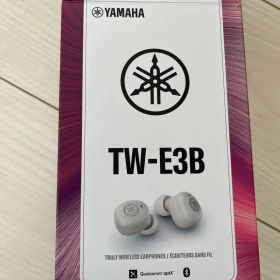 YAMAHA
TW-E3B
TRULY WIRELESS EARPHONES / ÉCOUTEURS SANS FIL
Qualcomm aptX